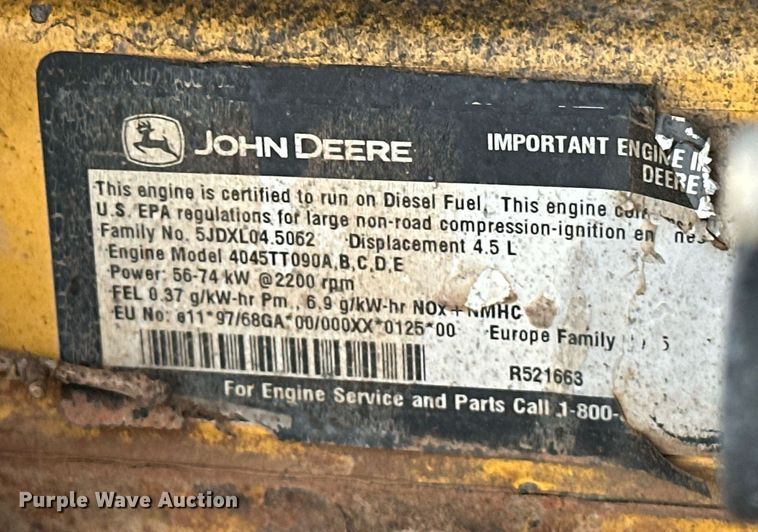 JOHN DEERE
IMPORTANT ENGINE
DEERE
This engine is certified to run on Diesel Fuel. This engine
U.S. EPA regulations for large non-road compression-ignition
Family No. 5JDXL04.5062 Displacement 4.5 L
Engine Model 4045TT090A,B,C,D,E
Power: 56-74 kW @2200 rpm
FEL 0.37 g/kW-hr Pm, 6.9 g/kW-hr NOx + NMHC
EU No: e11*97/68GA*00/000XX*0125*00 Europe Family
R521663
For Engine Service and Parts Call 1-800-
Purple Wave Auction